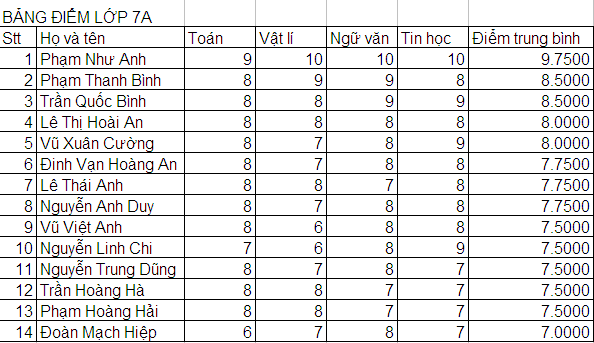 BẢNG ĐIỂM LỚP 7A
Stt Họ và tên Toán Vật lí Ngữ văn Tin học Điểm trung bình
1 Phạm Như Anh 9 10 10 10 9.7500
2 Phạm Thanh Bình 8 9 9 8 8.5000
3 Trần Quốc Bình 8 8 9 9 8.5000
4 Lê Thị Hoài An 8 8 8 8 8.0000
5 Vũ Xuân Cường 8 7 8 9 8.0000
6 Đinh Vạn Hoàng An 8 7 8 8 7.7500
7 Lê Thái Anh 8 8 7 8 7.7500
8 Nguyễn Anh Duy 8 7 8 8 7.7500
9 Vũ Việt Anh 8 6 8 8 7.5000
10 Nguyễn Linh Chi 7 6 8 9 7.5000
11 Nguyễn Trung Dũng 8 7 8 7 7.5000
12 Trần Hoàng Hà 8 8 7 7 7.5000
13 Phạm Hoàng Hải 8 8 7 7 7.5000
14 Đoàn Mạch Hiệp 6 7 8 7 7.0000